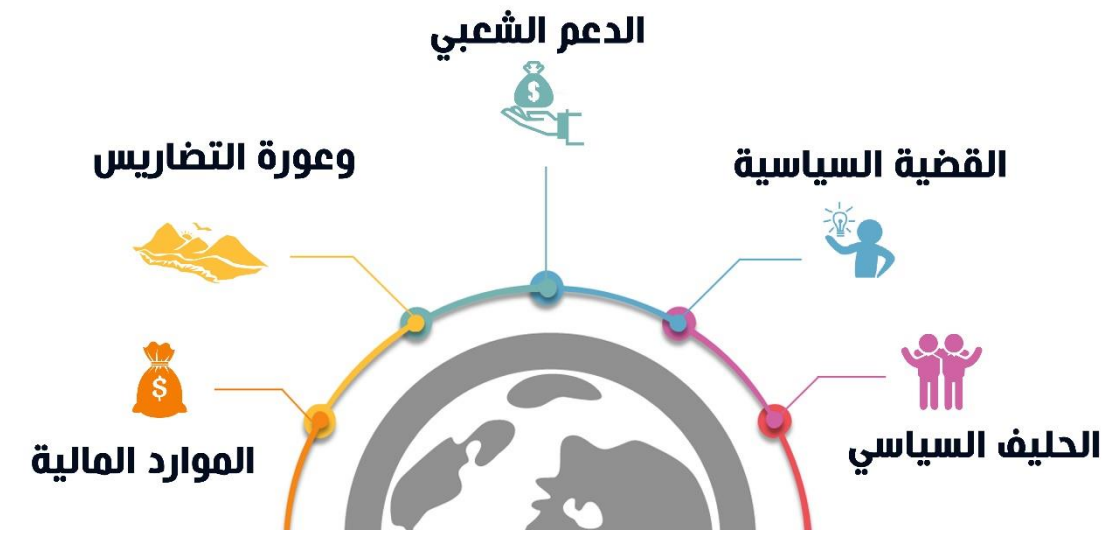 الدعم الشعبي
$
القضية السياسية
وعورة التضاريس
الحليف السياسي
$
الموارد المالية